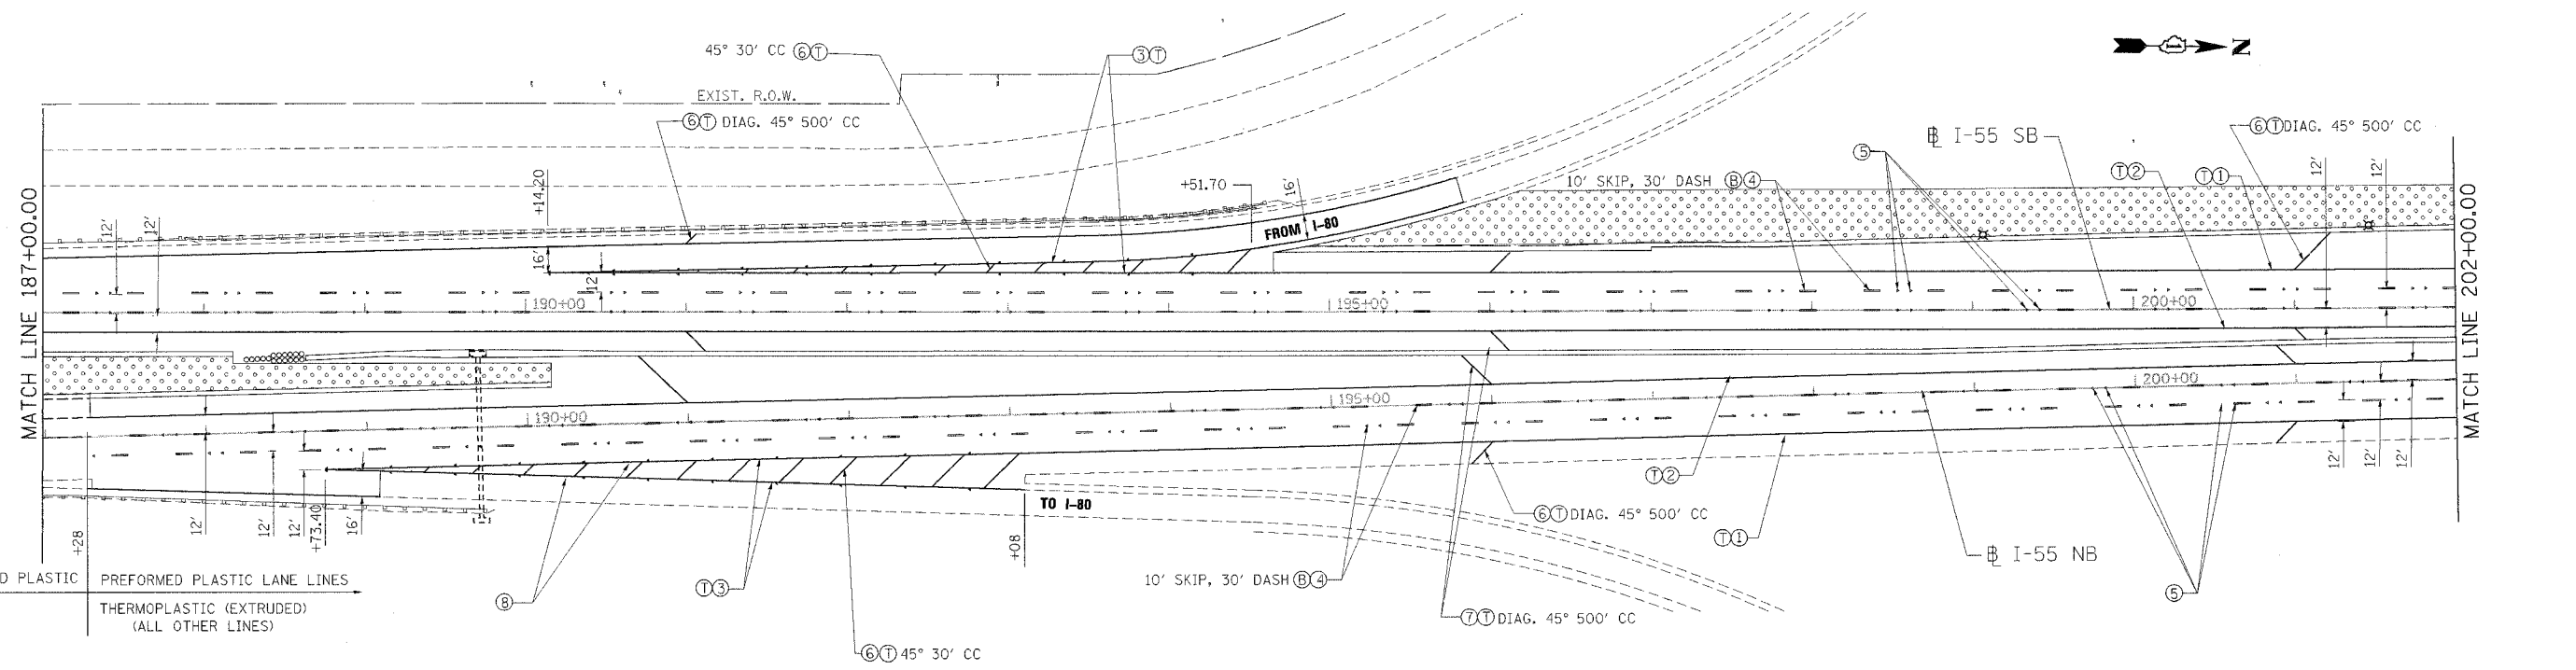 45° 30' CC ⑥Ⓣ
③Ⓣ
N
EXIST. R.O.W.
⑥Ⓣ DIAG. 45° 500' CC
⑥Ⓣ DIAG. 45° 500' CC
℄ I-55 SB
⑤
10' SKIP, 30' DASH Ⓑ④
Ⓣ②
Ⓣ①
12'
12'
+14.20
+51.70
16'
MATCH LINE 187+00.00
12'
12'
16'
12'
FROM I-80
MATCH LINE 202+00.00
190+00
195+00
200+00
190+00
195+00
200+00
+28
12'
12'
12'
+73.40
16'
TO I-80
+08
Ⓣ②
12'
12'
12'
⑥Ⓣ DIAG. 45° 500' CC
Ⓣ①
℄ I-55 NB
D PLASTIC
PREFORMED PLASTIC LANE LINES
THERMOPLASTIC (EXTRUDED)
(ALL OTHER LINES)
⑧
Ⓣ③
10' SKIP, 30' DASH Ⓑ④
⑤
⑦Ⓣ DIAG. 45° 500' CC
⑥Ⓣ 45° 30' CC